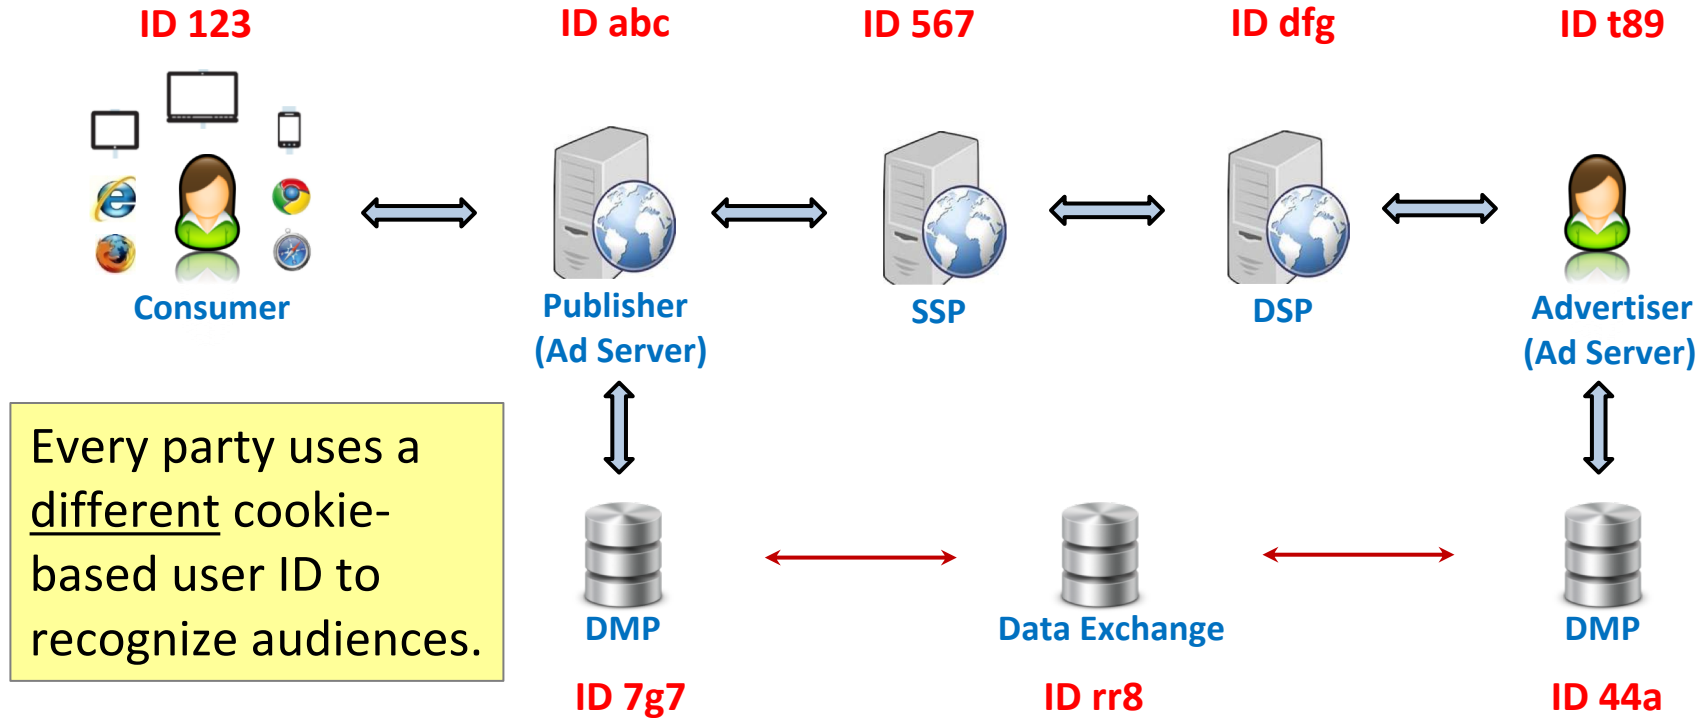 ID 123
ID abc
ID 567
ID dfg
ID t89
Consumer
Publisher
(Ad Server)
SSP
DSP
Advertiser
(Ad Server)
Every party uses a
different cookie-
based user ID to
recognize audiences.
DMP
Data Exchange
DMP
ID 7g7
ID rr8
ID 44a